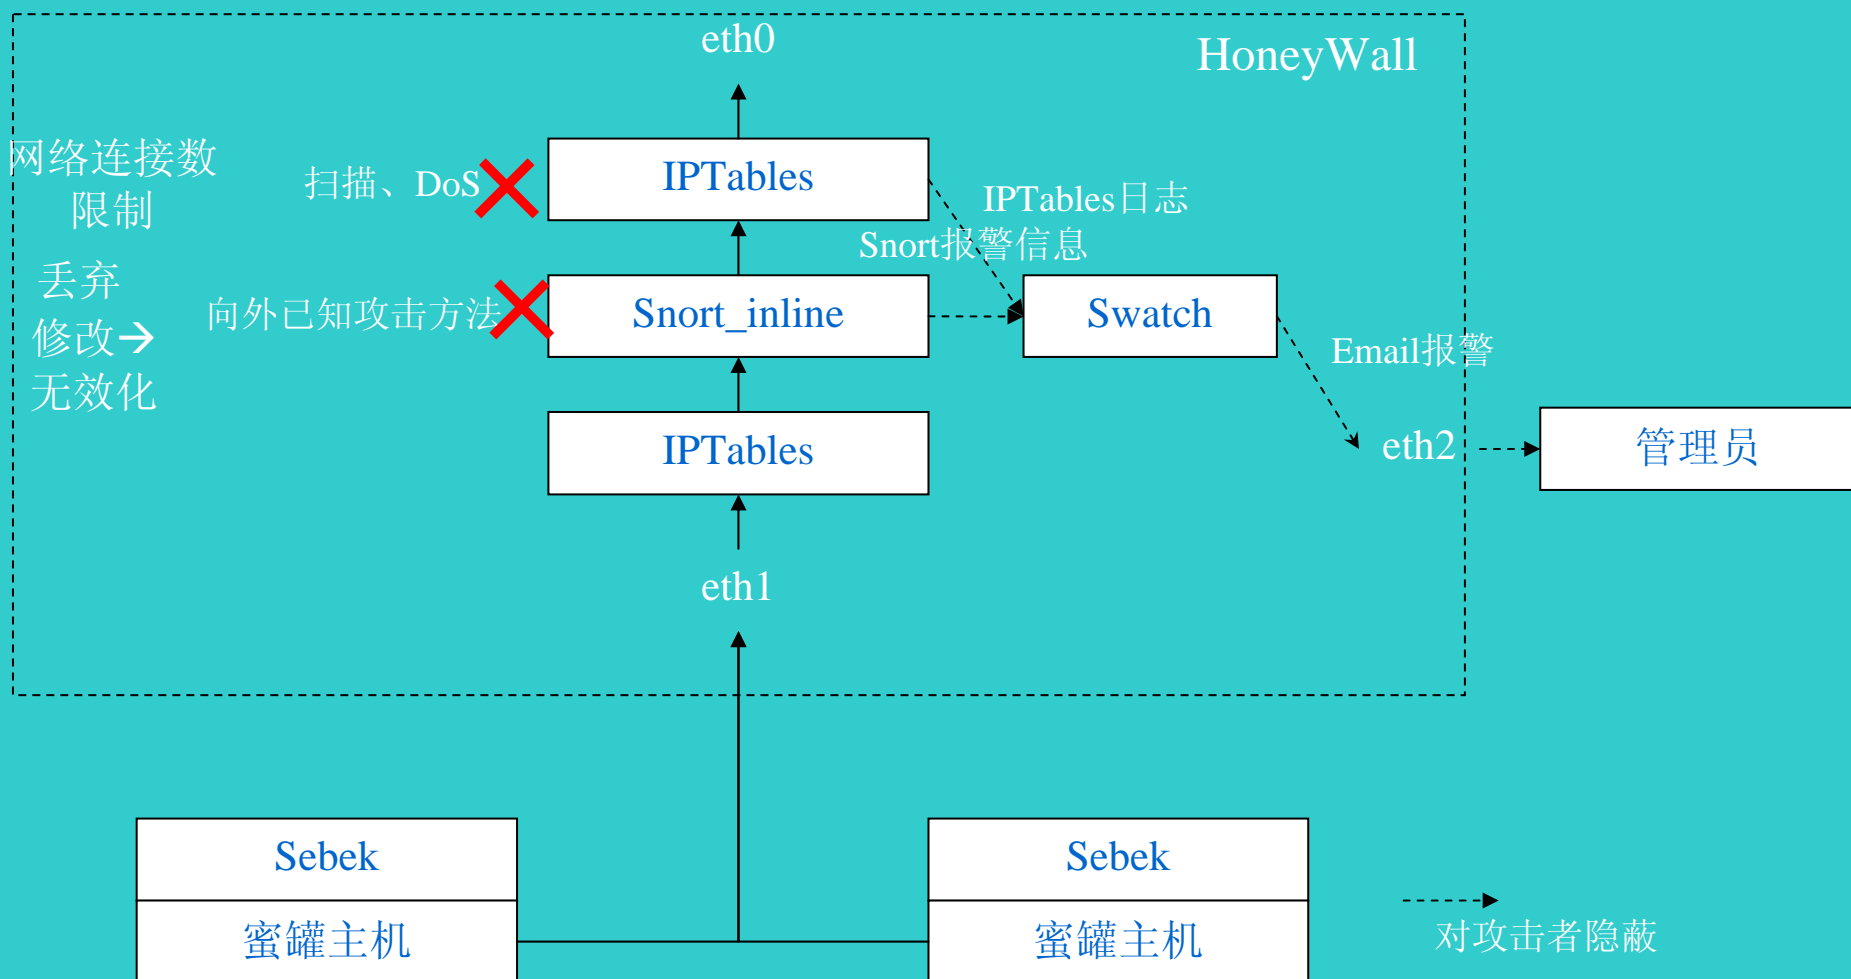 eth0
HoneyWall
网络连接数
限制
扫描、DoS
IPTables
IPTables日志
Snort报警信息
丢弃
修改→
无效化
向外已知攻击方法
Snort_inline
Swatch
Email报警
IPTables
eth2
管理员
eth1
Sebek
Sebek
蜜罐主机
蜜罐主机
对攻击者隐蔽